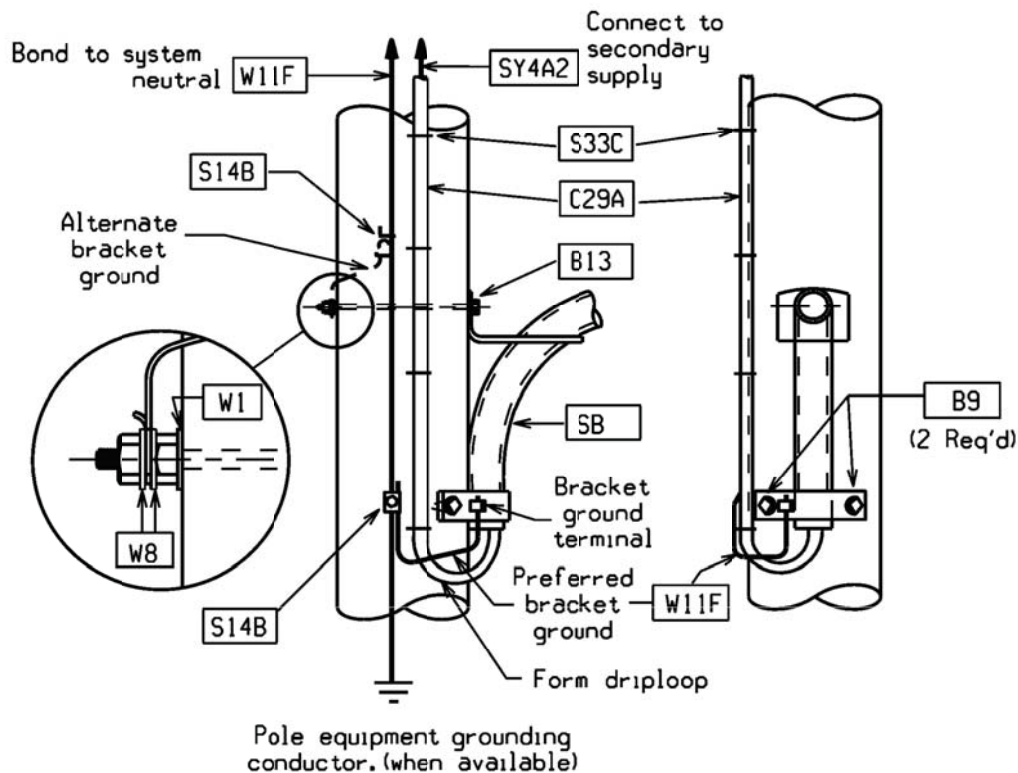 Bond to system
neutral
W11F
SY4A2
Connect to
secondary
supply
S33C
S14B
C29A
Alternate
bracket
ground
B13
W1
SB
B9
(2 Req'd)
Bracket
ground
terminal
W8
Preferred
bracket
ground
W11F
S14B
Form driploop
Pole equipment grounding
conductor. (when available)